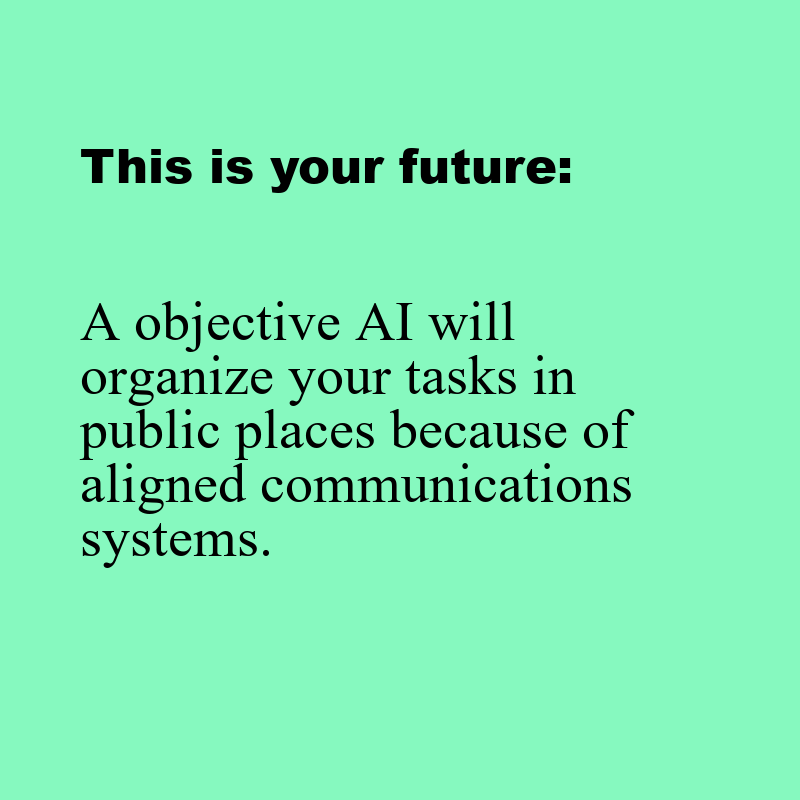 This is your future:
A objective AI will
organize your tasks in
public places because of
aligned communications
systems.